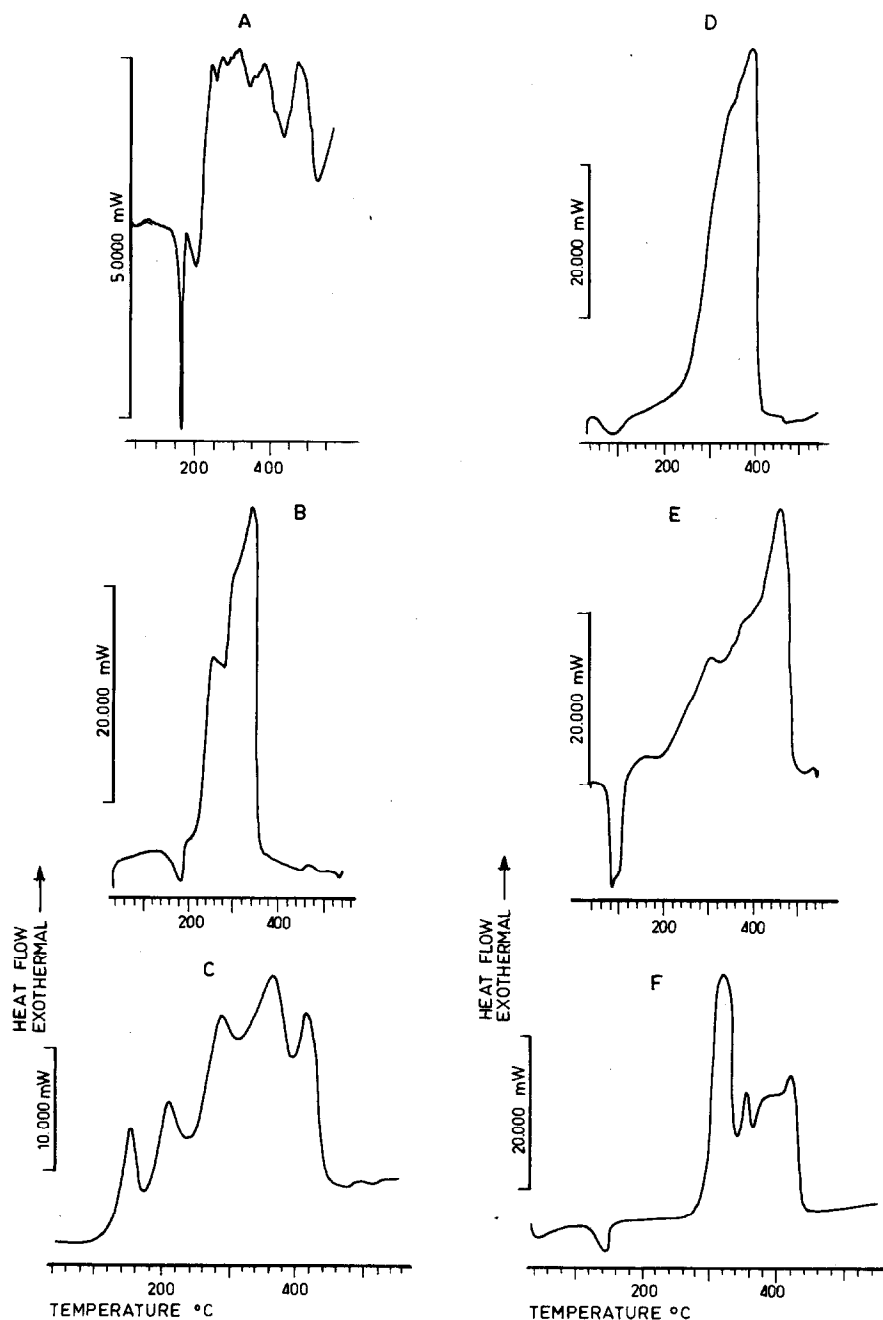 A
5.0000 mW
200 400
B
20.000 mW
200 400
C
HEAT FLOW
EXOTHERMAL
10.000 mW
200 400
TEMPERATURE °C
D
20.000 mW
200 400
E
20.000 mW
200 400
HEAT FLOW
EXOTHERMAL
F
20.000 mW
200 400
TEMPERATURE °C